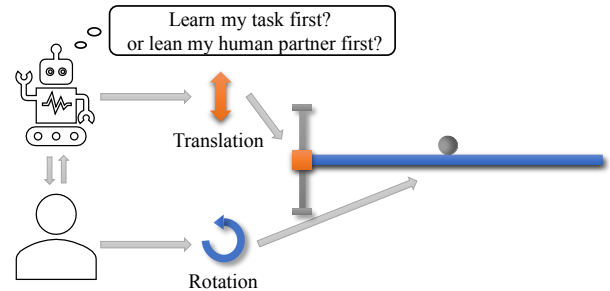 Learn my task first?
or lean my human partner first?
Translation
Rotation